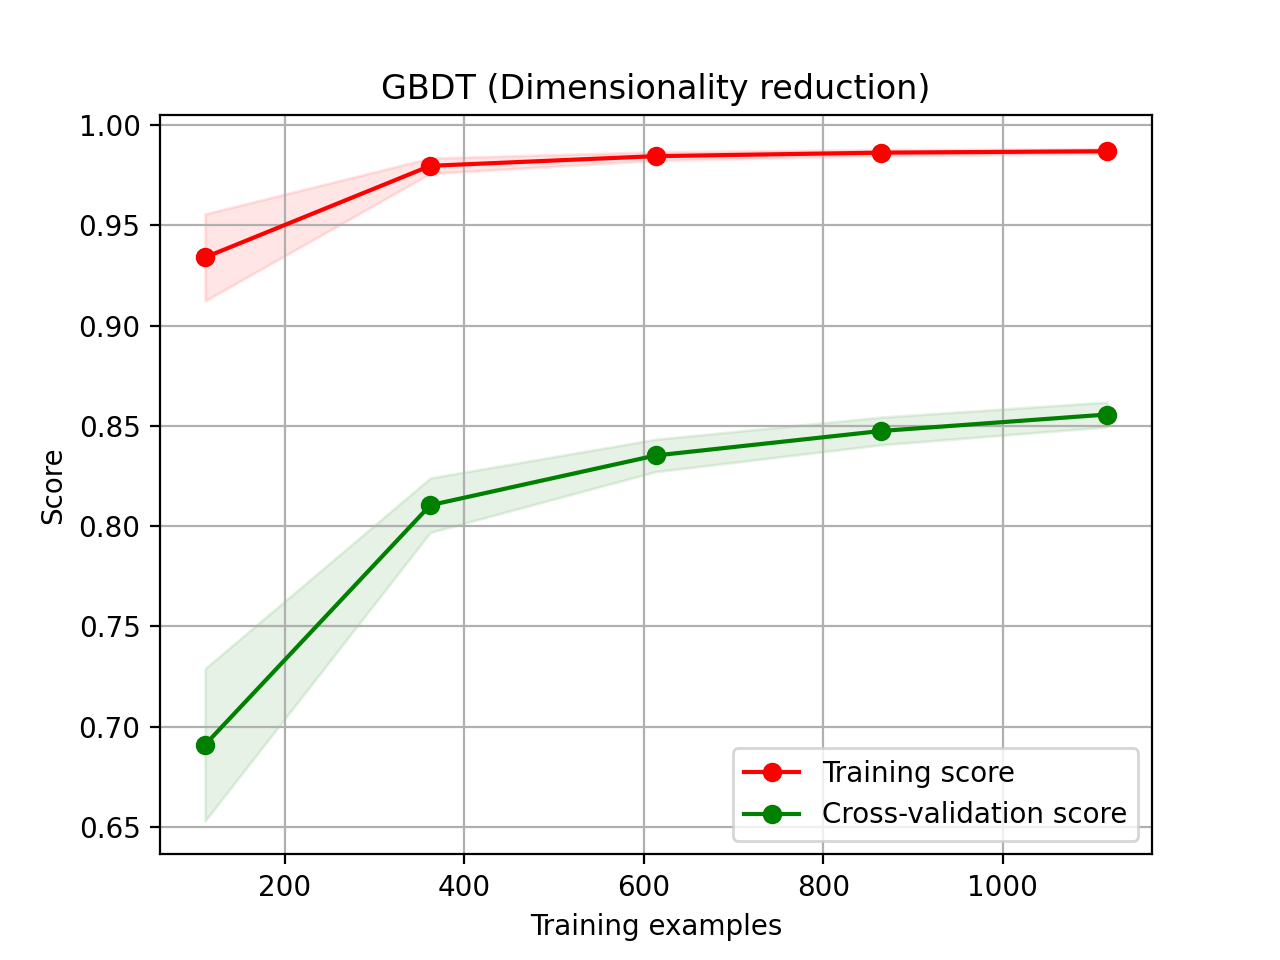 GBDT (Dimensionality reduction)
1.00
0.95
0.90
0.85
0.80
0.75
0.70
0.65
Score
200
400
600
800
1000
Training examples
Training score
Cross-validation score